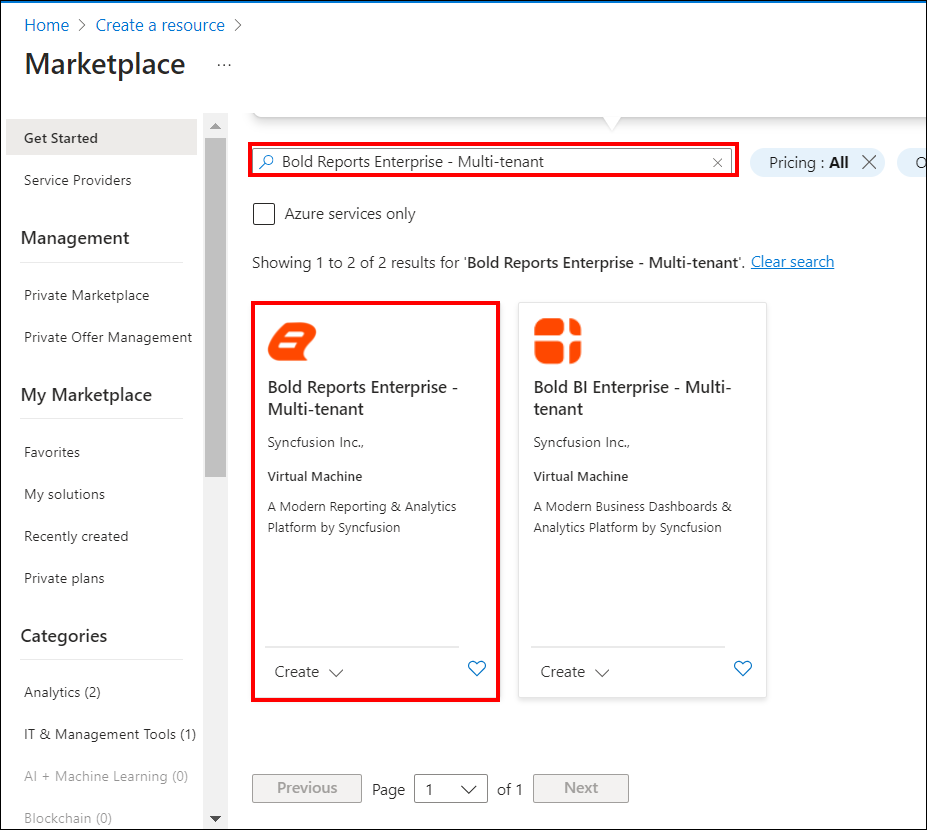 Home > Create a resource >
Marketplace ...
Get Started
Service Providers
Management
Private Marketplace
Private Offer Management
My Marketplace
Favorites
My solutions
Recently created
Private plans
Categories
Analytics (2)
IT & Management Tools (1)
AI + Machine Learning (0)
Blockchain (0)
Bold Reports Enterprise - Multi-tenant
Pricing : All
Azure services only
Showing 1 to 2 of 2 results for 'Bold Reports Enterprise - Multi-tenant'. Clear search
Bold Reports Enterprise -
Multi-tenant
Syncfusion Inc.,
Virtual Machine
A Modern Reporting & Analytics
Platform by Syncfusion
Create
Bold BI Enterprise - Multi-
tenant
Syncfusion Inc.,
Virtual Machine
A Modern Business Dashboards &
Analytics Platform by Syncfusion
Create
Previous Page 1 of 1 Next